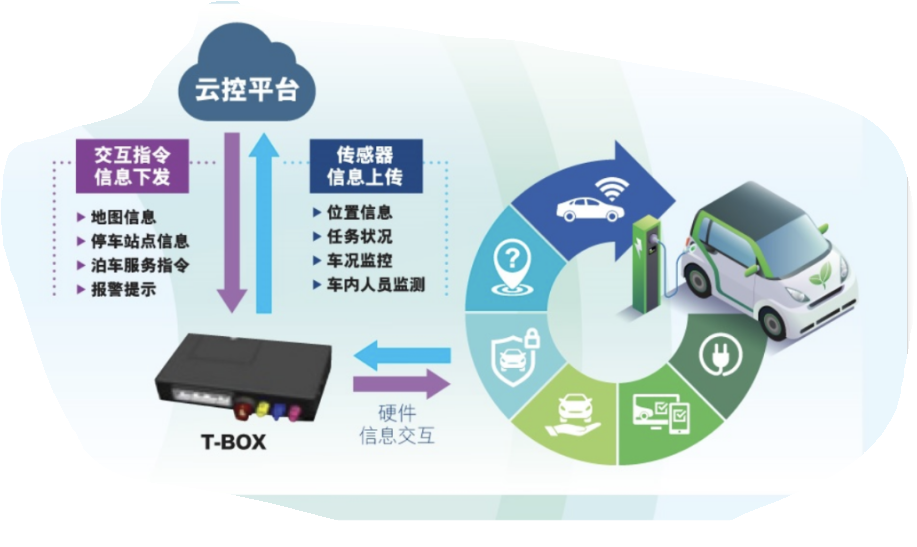 云控平台
交互指令
信息下发
地图信息
停车站点信息
泊车服务指令
报警提示
传感器
信息上传
位置信息
任务状况
车况监控
车内人员监测
T-BOX
硬件
信息交互
?